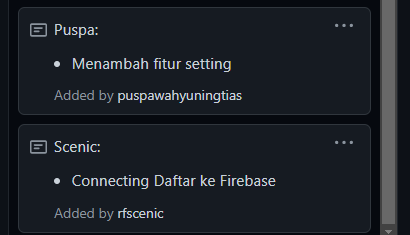 Puspa:
Menambah fitur setting
Added by puspawahyuningtias
Scenic:
Connecting Daftar ke Firebase
Added by rfscenic